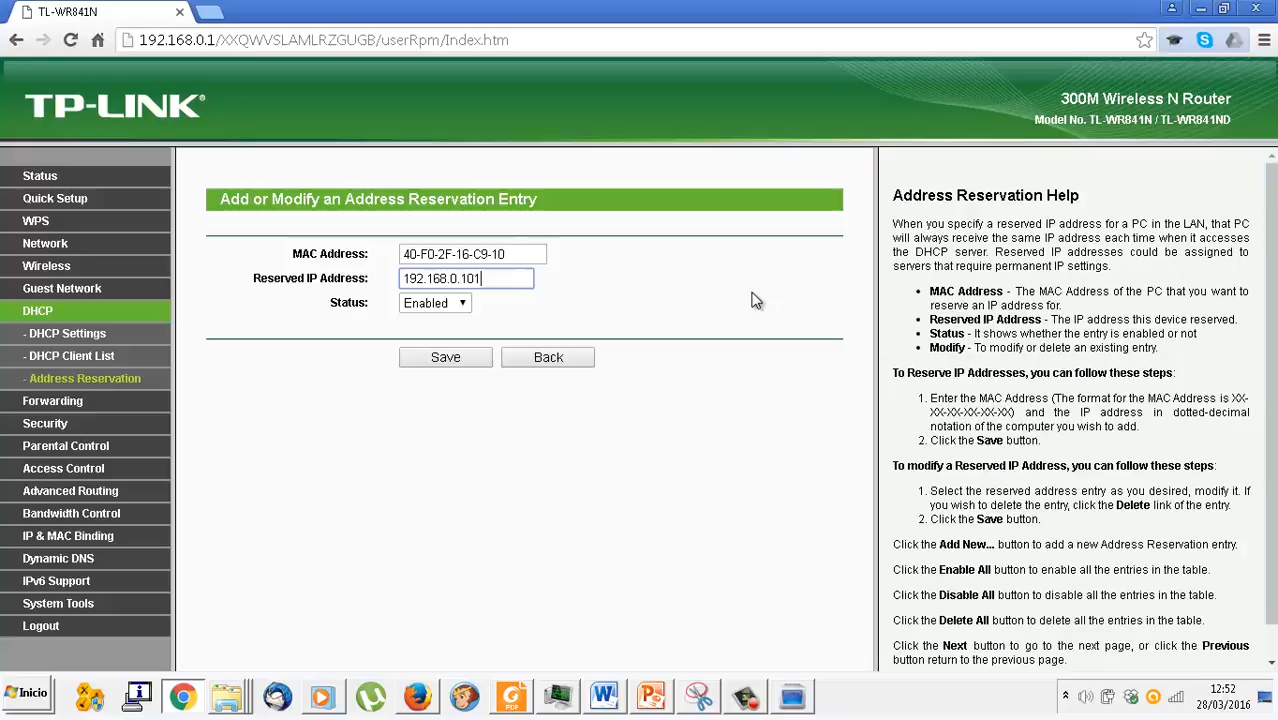 TL-WR841N
192.168.0.1/XXQWVSLAMLRZGUGB/userRpm/Index.htm
TP-LINK®
300M Wireless N Router
Model No. TL-WR841N / TL-WR841ND
Status
Quick Setup
WPS
Network
Wireless
Guest Network
DHCP
- DHCP Settings
- DHCP Client List
- Address Reservation
Forwarding
Security
Parental Control
Access Control
Advanced Routing
Bandwidth Control
IP & MAC Binding
Dynamic DNS
IPv6 Support
System Tools
Logout
Add or Modify an Address Reservation Entry
MAC Address: 40-F0-2F-16-C9-10
Reserved IP Address: 192.168.0.101
Status: Enabled
Save Back
Address Reservation Help
When you specify a reserved IP address for a PC in the LAN, that PC
will always receive the same IP address each time when it accesses
the DHCP server. Reserved IP addresses could be assigned to
servers that require permanent IP settings.
• MAC Address - The MAC Address of the PC that you want to
reserve an IP address for.
• Reserved IP Address - The IP address this device reserved.
• Status - It shows whether the entry is enabled or not
• Modify - To modify or delete an existing entry.
To Reserve IP Addresses, you can follow these steps:
1. Enter the MAC Address (The format for the MAC Address is XX-
XX-XX-XX-XX-XX) and the IP address in dotted-decimal
notation of the computer you wish to add.
2. Click the Save button.
To modify a Reserved IP Address, you can follow these steps:
1. Select the reserved address entry as you desired, modify it. If
you wish to delete the entry, click the Delete link of the entry.
2. Click the Save button.
Click the Add New... button to add a new Address Reservation entry.
Click the Enable All button to enable all the entries in the table.
Click the Disable All button to disable all the entries in the table.
Click the Delete All button to delete all the entries in the table.
Click the Next button to go to the next page, or click the Previous
button return to the previous page.
Inicio
PDF
12:52
28/03/2016